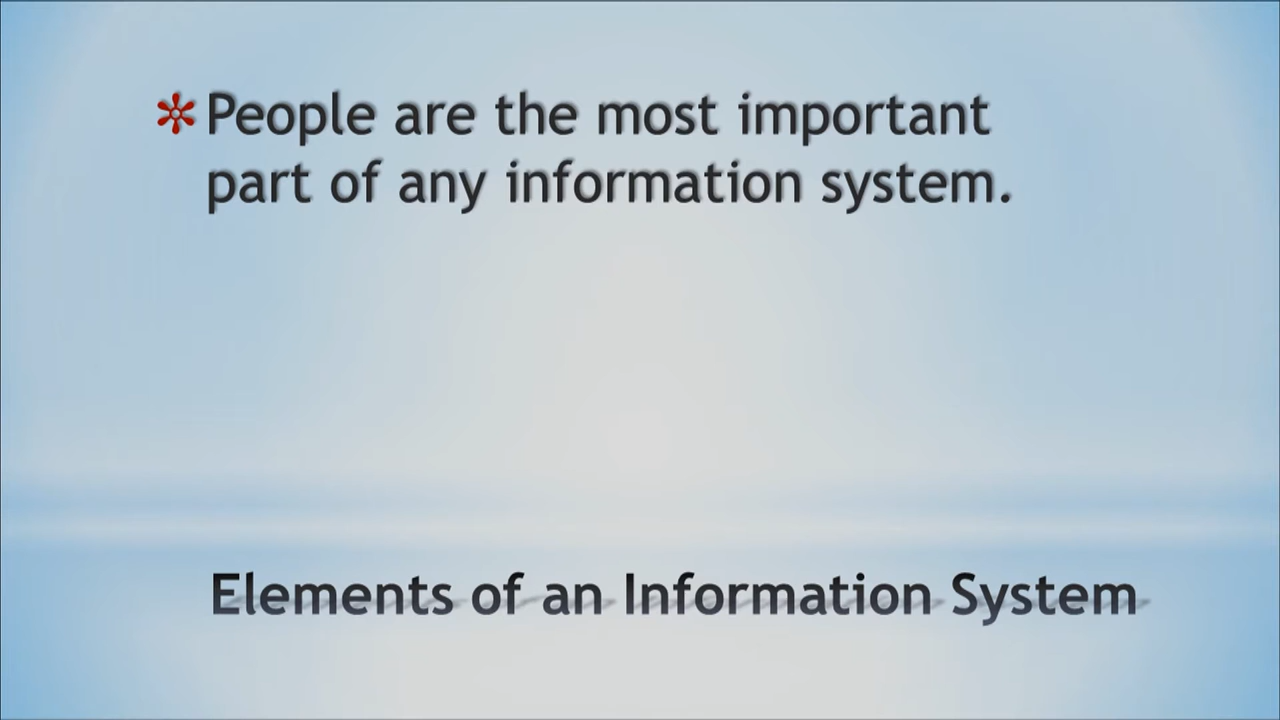 * People are the most important
part of any information system.
Elements of an Information System